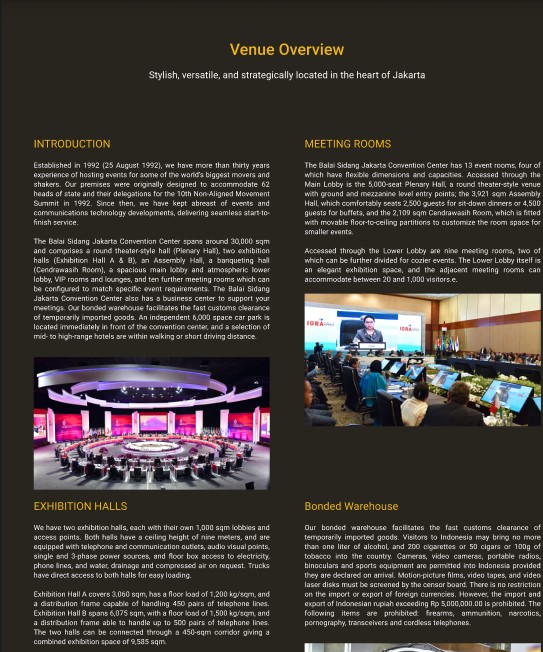 Venue Overview
Stylish, versatile, and strategically located in the heart of Jakarta
INTRODUCTION
Established in 1992 (25 August 1992), we have more than thirty years
experience of hosting events for some of the world's biggest movers and
shakers. Our premises were originally designed to accommodate 62
heads of state and their delegations for the 10th Non-Aligned Movement
Summit in 1992. Since then, we have kept abreast of events and
communications technology developments, delivering seamless start-to-
finish service.
The Balai Sidang Jakarta Convention Center spans around 30,000 sqm
and comprises a round theater-style hall (Plenary Hall), two exhibition
halls (Exhibition Hall A & B), an Assembly Hall, a banqueting hall
(Cendrawasih Room), a spacious main lobby and atmospheric lower
lobby, VIP rooms and lounges, and ten further meeting rooms which can
be configured to match specific event requirements. The Balai Sidang
Jakarta Convention Center also has a business center to support your
meetings. Our bonded warehouse facilitates the fast customs clearance
of temporarily imported goods. An independent 6,000 space car park is
located immediately in front of the convention center, and a selection of
mid- to high-range hotels are within walking or short driving distance.
MEETING ROOMS
The Balai Sidang Jakarta Convention Center has 13 event rooms, four of
which have flexible dimensions and capacities. Accessed through the
Main Lobby is the 5,000-seat Plenary Hall, a round theater-style venue
with ground and mezzanine level entry points; the 3,921 sqm Assembly
Hall, which comfortably seats 2,500 guests for sit-down dinners or 4,500
guests for buffets, and the 2,109 sqm Cendrawasih Room, which is fitted
with movable floor-to-ceiling partitions to customize the room space for
smaller events.
Accessed through the Lower Lobby are nine meeting rooms, two of
which can be further divided for cozier events. The Lower Lobby itself is
an elegant exhibition space, and the adjacent meeting rooms can
accommodate between 20 and 1,000 visitors.e.
IORA
IORA
EXHIBITION HALLS
We have two exhibition halls, each with their own 1,000 sqm lobbies and
access points. Both halls have a ceiling height of nine meters, and are
equipped with telephone and communication outlets, audio visual points,
single and 3-phase power sources, and floor box access to electricity,
phone lines, and water, drainage and compressed air on request. Trucks
have direct access to both halls for easy loading.
Exhibition Hall A covers 3,060 sqm, has a floor load of 1,200 kg/sqm, and
a distribution frame capable of handling 450 pairs of telephone lines.
Exhibition Hall B spans 6,075 sqm, with a floor load of 1,500 kg/sqm, and
a distribution frame able to handle up to 500 pairs of telephone lines.
The two halls can be connected through a 450-sqm corridor giving a
combined exhibition space of 9,585 sqm.
Bonded Warehouse
Our bonded warehouse facilitates the fast customs clearance of
temporarily imported goods. Visitors to Indonesia may bring no more
than one liter of alcohol, and 200 cigarettes or 50 cigars or 100g of
tobacco into the country. Cameras, video cameras, portable radios,
binoculars and sports equipment are permitted into Indonesia provided
they are declared on arrival. Motion-picture films, video tapes, and video
laser disks must be screened by the censor board. There is no restriction
on the import or export of foreign currencies. However, the import and
export of Indonesian rupiah exceeding Rp 5,000,000.00 is prohibited. The
following items are prohibited: firearms, ammunition, narcotics,
pornography, transceivers and cordless telephones.